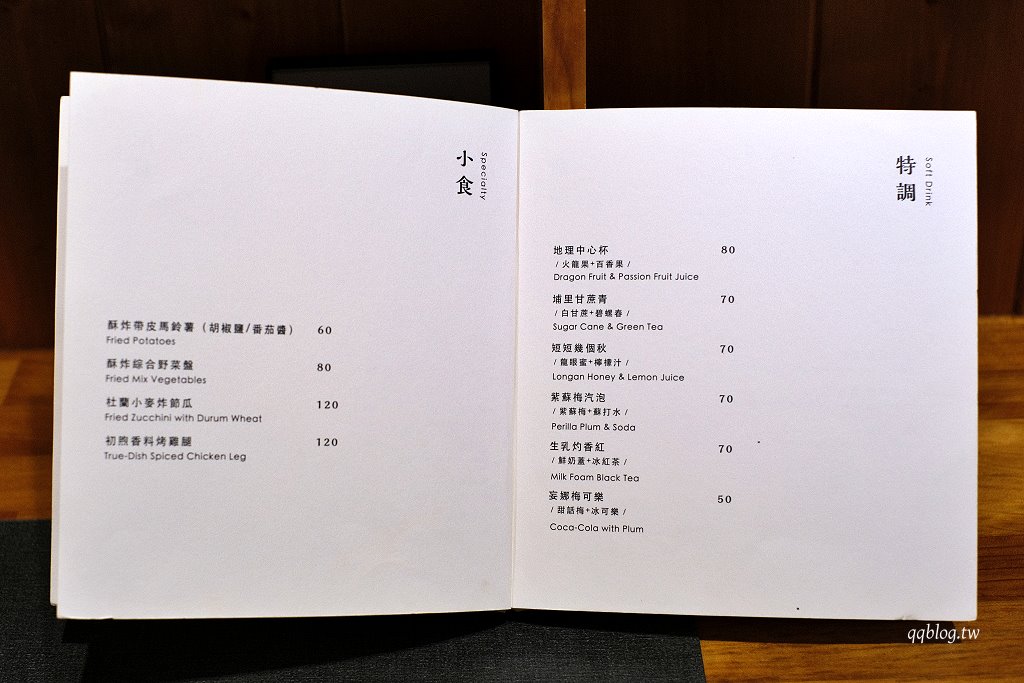 小食
Specialty
酥炸帶皮馬鈴薯（胡椒鹽/番茄醬） 60
Fried Potatoes
酥炸綜合野菜盤 80
Fried Mix Vegetables
杜蘭小麥炸節瓜 120
Fried Zucchini with Durum Wheat
初煦香料烤雞腿 120
True-Dish Spiced Chicken Leg
特調
Soft Drink
地理中心杯 80
/ 火龍果+百香果 /
Dragon Fruit & Passion Fruit Juice
埔里甘蔗青 70
/ 白甘蔗+碧螺春 /
Sugar Cane & Green Tea
短短幾個秋 70
/ 龍眼蜜+檸檬汁 /
Longan Honey & Lemon Juice
紫蘇梅汽泡 70
/ 紫蘇梅+蘇打水 /
Perilla Plum & Soda
生乳灼香紅 70
/ 鮮奶蓋+冰紅茶 /
Milk Foam Black Tea
妄娜梅可樂 50
/ 甜話梅+冰可樂 /
Coca-Cola with Plum
qqblog.tw